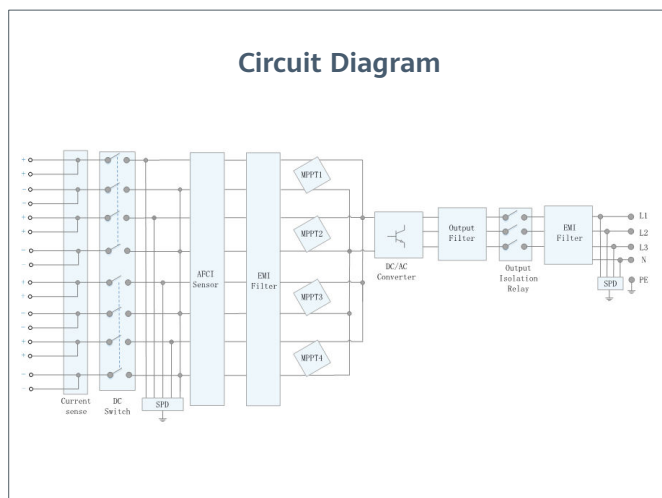 Circuit Diagram
+
+
-
-
+
+
-
-
+
+
-
-
+
+
-
-
Current
sense
DC
Switch
SPD
AFCI
Sensor
EMI
Filter
MPPT1
MPPT2
MPPT3
MPPT4
DC/AC
Converter
Output
Filter
Output
Isolation
Relay
EMI
Filter
L1
L2
L3
N
SPD
PE